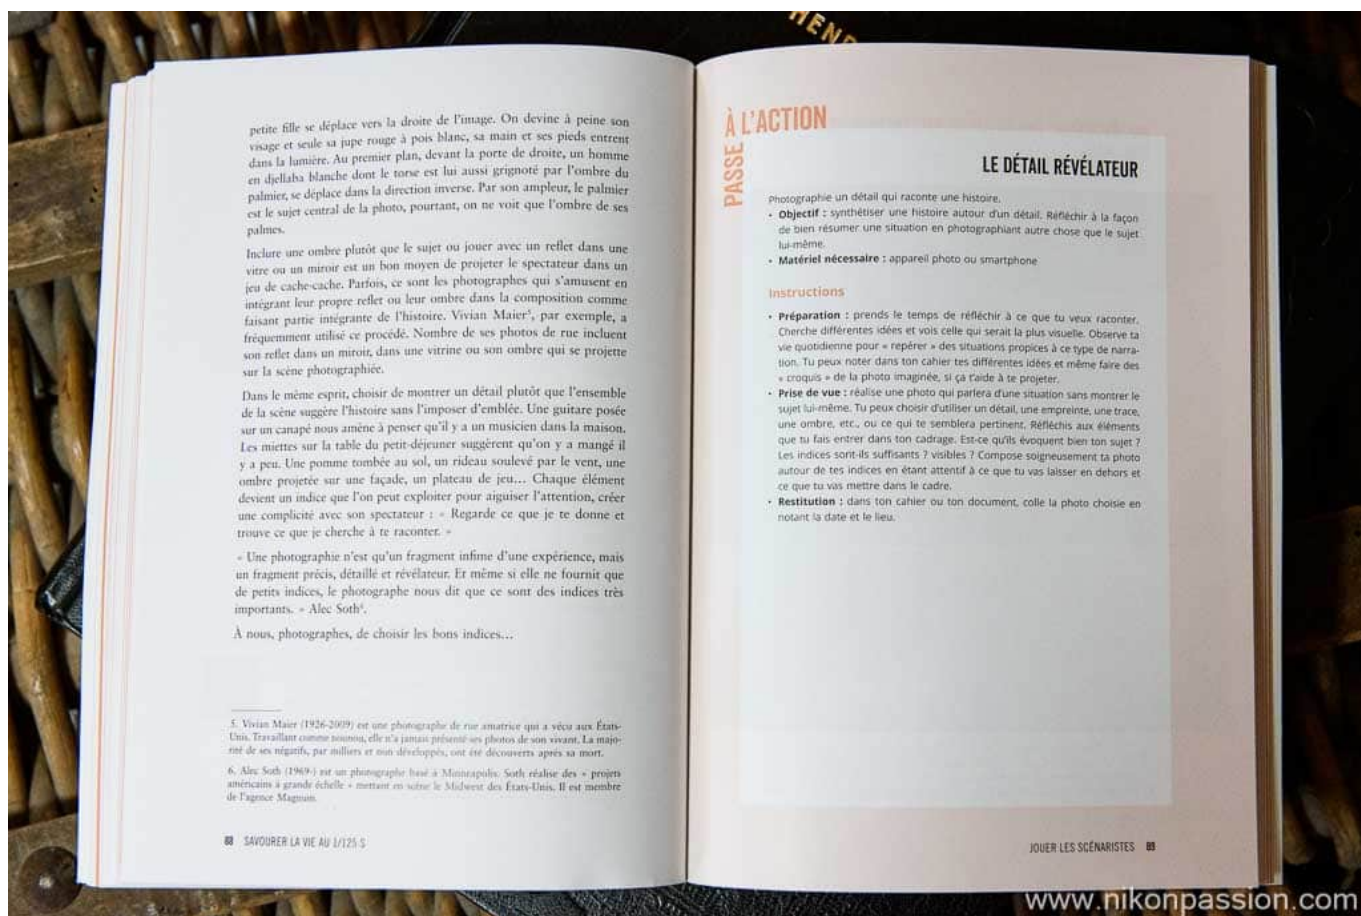 HEND
petite fille se déplace vers la droite de l'image. On devine à peine son
visage et seule sa jupe rouge à pois blanc, sa main et ses pieds entrent
dans la lumière. Au premier plan, devant la porte de droite, un homme
en djellaba blanche dont le torse est lui aussi grignoté par l'ombre du
palmier, se déplace dans la direction inverse. Par son ampleur, le palmier
est le sujet central de la photo, pourtant, on ne voit que l'ombre de ses
palmes.
Inclure une ombre plutôt que le sujet ou jouer avec un reflet dans une
vitre ou un miroir est un bon moyen de projeter le spectateur dans un
jeu de cache-cache. Parfois, ce sont les photographes qui s'amusent en
intégrant leur propre reflet ou leur ombre dans la composition comme
faisant partie intégrante de l'histoire. Vivian Maier⁵, par exemple, a
fréquemment utilisé ce procédé. Nombre de ses photos de rue incluent
son reflet dans un miroir, dans une vitrine ou son ombre qui se projette
sur la scène photographiée.
Dans le même esprit, choisir de montrer un détail plutôt que l'ensemble
de la scène suggère l'histoire sans l'imposer d'emblée. Une guitare posée
sur un canapé nous amène à penser qu'il y a un musicien dans la maison.
Les miettes sur la table du petit-déjeuner suggèrent qu'on y a mangé il
y a peu. Une pomme tombée au sol, un rideau soulevé par le vent, une
ombre projetée sur une façade, un plateau de jeu… Chaque élément
devient un indice que l'on peut exploiter pour aiguiser l'attention, créer
une complicité avec son spectateur : « Regarde ce que je te donne et
trouve ce que je cherche à te raconter. »
« Une photographie n'est qu'un fragment infime d'une expérience, mais
un fragment précis, détaillé et révélateur. Et même si elle ne fournit que
de petits indices, le photographe nous dit que ce sont des indices très
importants. » Alec Soth⁶.
À nous, photographes, de choisir les bons indices…
5. Vivian Maier (1926-2009) est une photographe de rue amatrice qui a vécu aux États-
Unis. Travaillant comme nounou, elle n'a jamais présenté ses photos de son vivant. La majo-
rité de ses négatifs, par milliers et non développés, ont été découverts après sa mort.
6. Alec Soth (1969-) est un photographe basé à Minneapolis. Soth réalise des « projets
américains à grande échelle » mettant en scène le Midwest des États-Unis. Il est membre
de l'agence Magnum.
88 SAVOURER LA VIE AU 1/125 S
PASSE À L'ACTION
LE DÉTAIL RÉVÉLATEUR
Photographie un détail qui raconte une histoire.
• Objectif : synthétiser une histoire autour d'un détail. Réfléchir à la façon
de bien résumer une situation en photographiant autre chose que le sujet
lui-même.
• Matériel nécessaire : appareil photo ou smartphone
Instructions
• Préparation : prends le temps de réfléchir à ce que tu veux raconter.
Cherche différentes idées et vois celle qui serait la plus visuelle. Observe ta
vie quotidienne pour « repérer » des situations propices à ce type de narra-
tion. Tu peux noter dans ton cahier tes différentes idées et même faire des
« croquis » de la photo imaginée, si ça t'aide à te projeter.
• Prise de vue : réalise une photo qui parlera d'une situation sans montrer le
sujet lui-même. Tu peux choisir d'utiliser un détail, une empreinte, une trace,
une ombre, etc., ou ce qui te semblera pertinent. Réfléchis aux éléments
que tu fais entrer dans ton cadrage. Est-ce qu'ils évoquent bien ton sujet ?
Les indices sont-ils suffisants ? visibles ? Compose soigneusement ta photo
autour de tes indices en étant attentif à ce que tu vas laisser en dehors et
ce que tu vas mettre dans le cadre.
• Restitution : dans ton cahier ou ton document, colle la photo choisie en
notant la date et le lieu.
JOUER LES SCÉNARISTES 89
www.nikonpassion.com